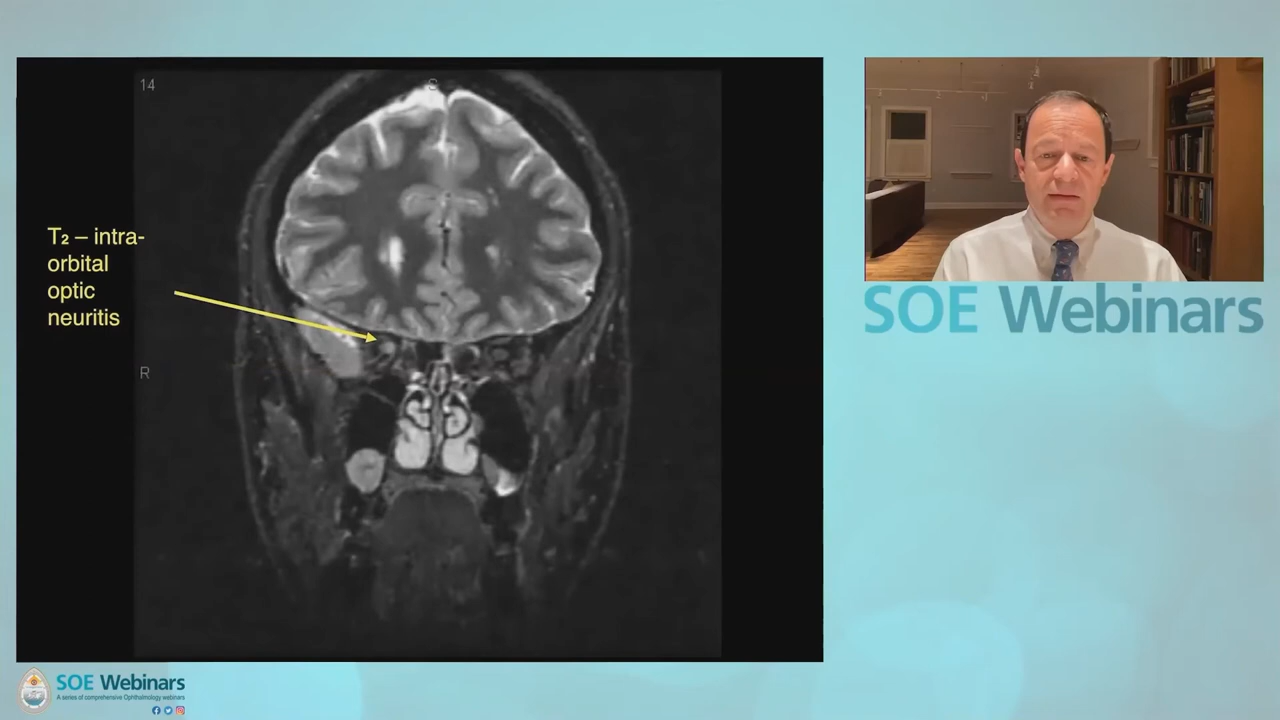 14
S
T₂ – intra-
orbital
optic
neuritis
R
SOE Webinars
SOE Webinars
A series of comprehensive Ophthalmology webinars